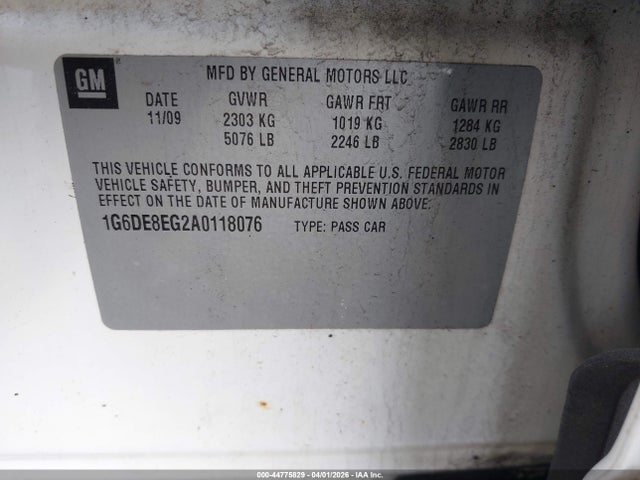 GM
MFD BY GENERAL MOTORS LLC
DATE GVWR GAWR FRT GAWR RR
11/09 2303 KG 1019 KG 1284 KG
5076 LB 2246 LB 2830 LB
THIS VEHICLE CONFORMS TO ALL APPLICABLE U.S. FEDERAL MOTOR
VEHICLE SAFETY, BUMPER, AND THEFT PREVENTION STANDARDS IN
EFFECT ON THE DATE OF MANUFACTURE SHOWN ABOVE.
1G6DE8EG2A0118076 TYPE: PASS CAR
000-44775829 - 04/01/2026 - IAA Inc.